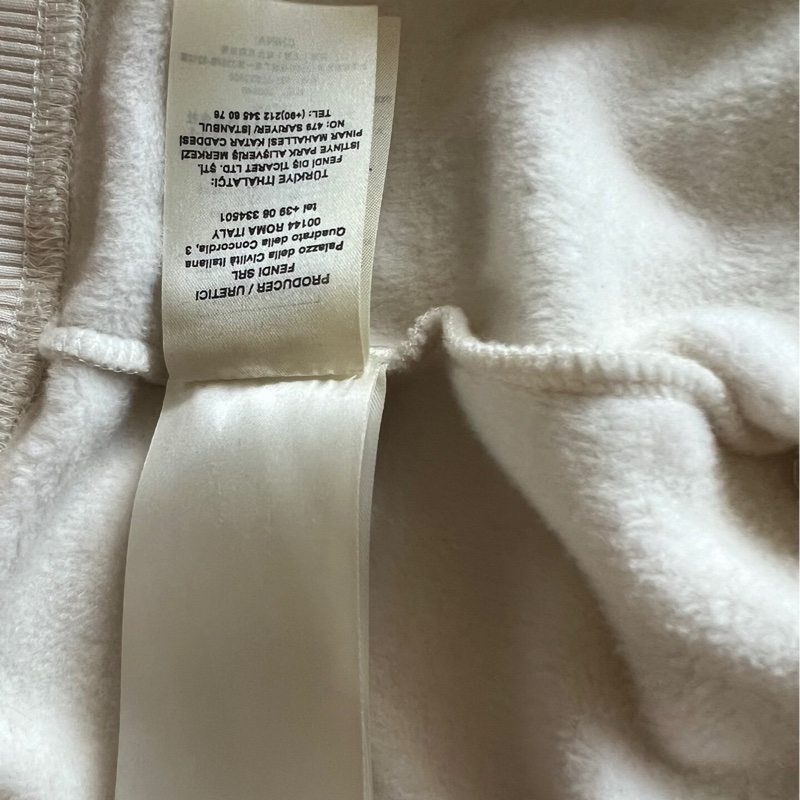 PRODUCER / URETICI
FENDI SRL
Palazzo della Civiltà Italiana
Quadrato della Concordia, 3
00144 ROMA ITALY
tel +39 06 334501
TÜRKİYE İTHALATÇI:
FENDİ DIŞ TİCARET LTD. ŞTİ.
İSTİNYE PARK ALIŞVERİŞ MERKEZİ
PINAR MAHALLESİ KATAR CADDESİ
NO: 479 SARIYER/ İSTANBUL
TEL: (+90)212 345 60 76
CHINA: